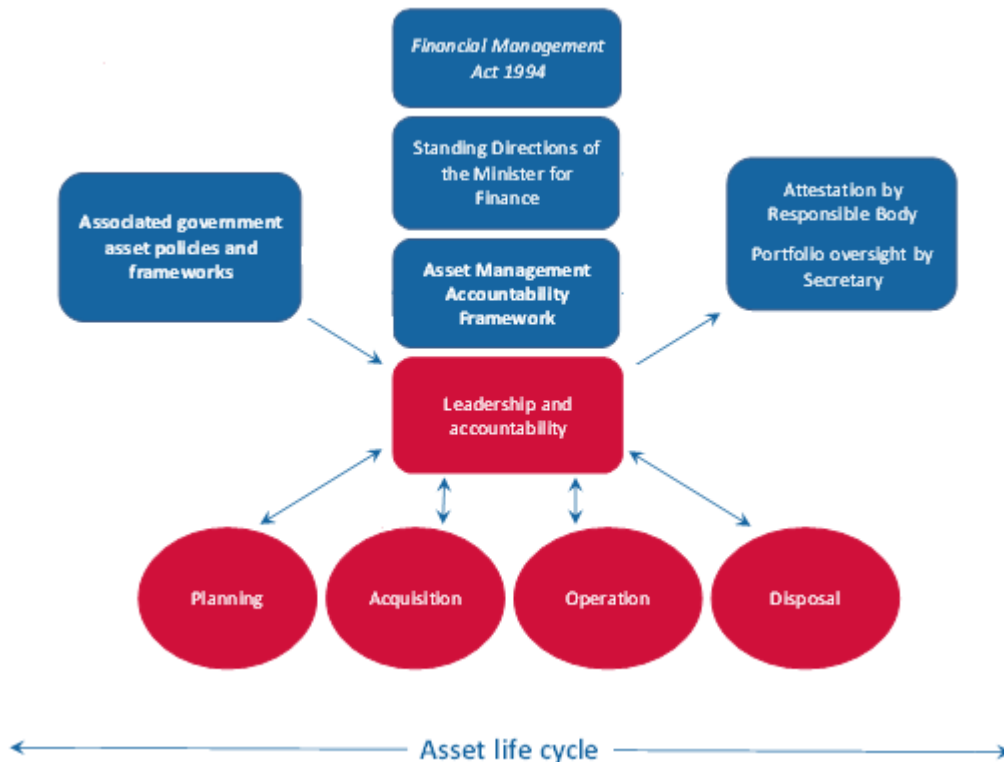 Financial Management
Act 1994
Standing Directions of
the Minister for
Finance
Associated government
asset policies and
frameworks
Attestation by
Responsible Body
Portfolio oversight by
Secretary
Asset Management
Accountability
Framework
Leadership and
accountability
Planning
Acquisition
Operation
Disposal
Asset life cycle